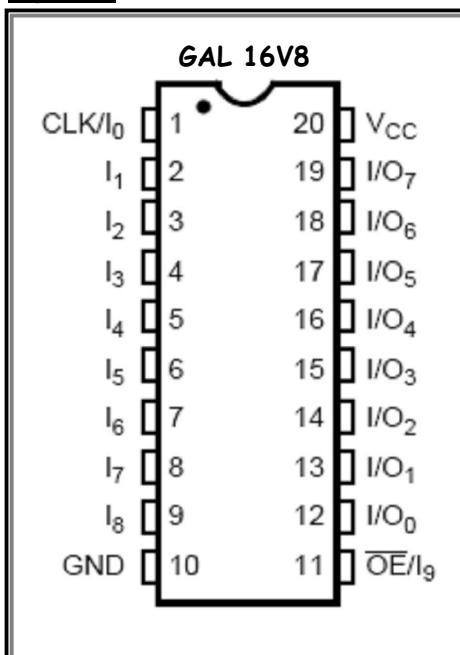 GAL 16V8
CLK/I0 1 20 VCC
I1 2 19 I/O7
I2 3 18 I/O6
I3 4 17 I/O5
I4 5 16 I/O4
I5 6 15 I/O3
I6 7 14 I/O2
I7 8 13 I/O1
I8 9 12 I/O0
GND 10 11 O̅E̅/I9